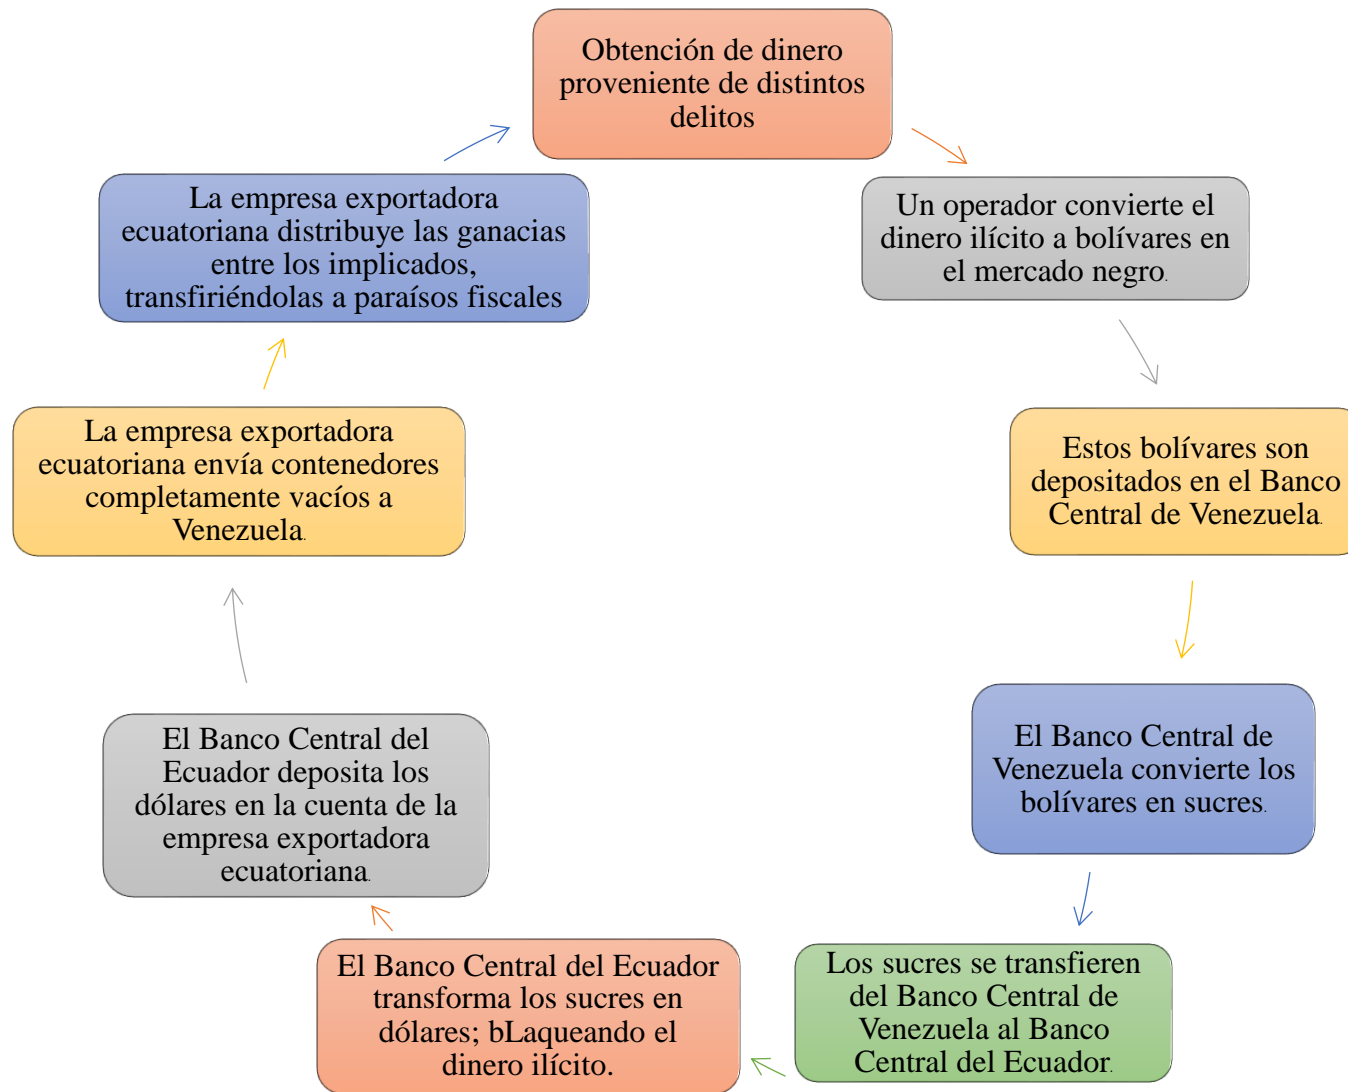 Obtención de dinero
proveniente de distintos
delitos
Un operador convierte el
dinero ilícito a bolívares en
el mercado negro.
Estos bolívares son
depositados en el Banco
Central de Venezuela.
El Banco Central de
Venezuela convierte los
bolívares en sucres.
Los sucres se transfieren
del Banco Central de
Venezuela al Banco
Central del Ecuador.
El Banco Central del Ecuador
transforma los sucres en
dólares; bLaqueando el
dinero ilícito.
El Banco Central del
Ecuador deposita los
dólares en la cuenta de la
empresa exportadora
ecuatoriana.
La empresa exportadora
ecuatoriana envía contenedores
completamente vacíos a
Venezuela.
La empresa exportadora
ecuatoriana distribuye las ganacias
entre los implicados,
transfiriéndolas a paraísos fiscales